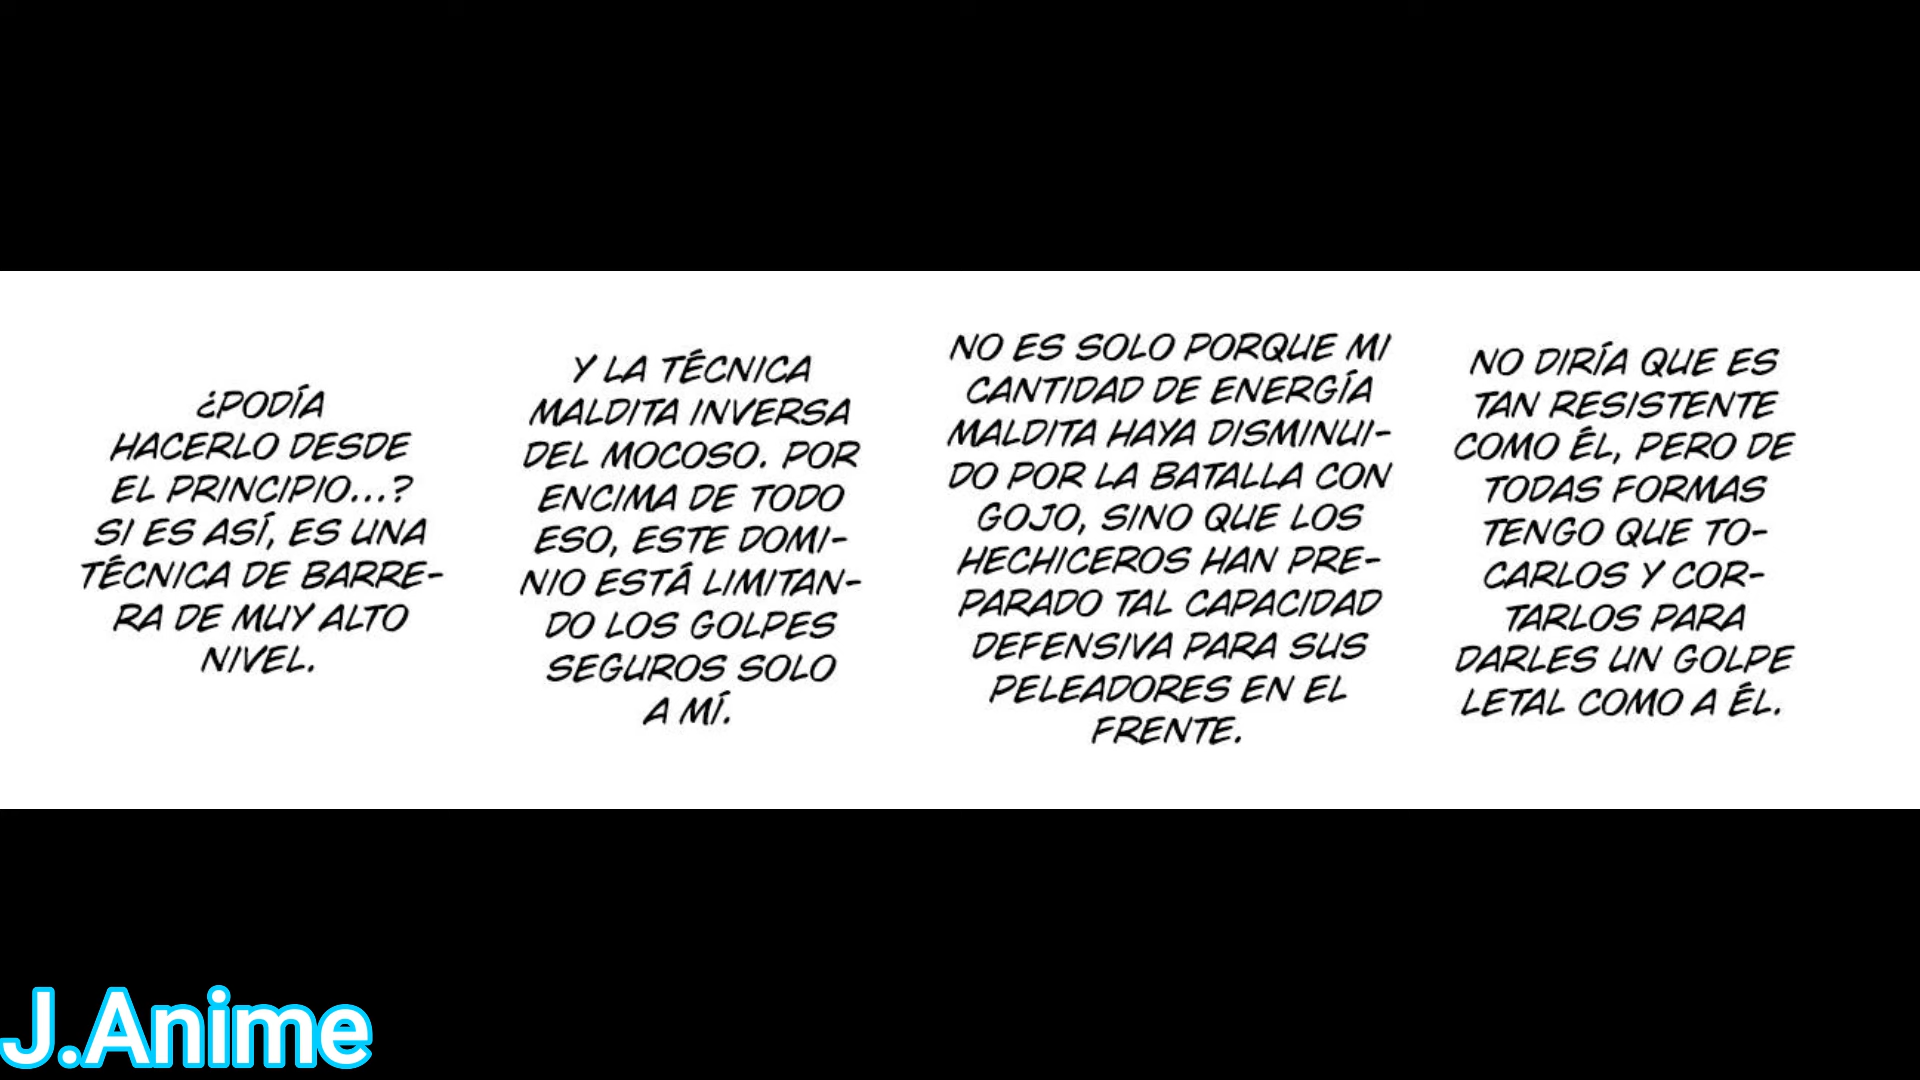 NO DIRÍA QUE ES
TAN RESISTENTE
COMO ÉL, PERO DE
TODAS FORMAS
TENGO QUE TO-
CARLOS Y COR-
TARLOS PARA
DARLES UN GOLPE
LETAL COMO A ÉL.
NO ES SOLO PORQUE MI
CANTIDAD DE ENERGÍA
MALDITA HAYA DISMINUI-
DO POR LA BATALLA CON
GOJO, SINO QUE LOS
HECHICEROS HAN PRE-
PARADO TAL CAPACIDAD
DEFENSIVA PARA SUS
PELEADORES EN EL
FRENTE.
Y LA TÉCNICA
MALDITA INVERSA
DEL MOCOSO. POR
ENCIMA DE TODO
ESO, ESTE DOMI-
NIO ESTÁ LIMITAN-
DO LOS GOLPES
SEGUROS SOLO
A MÍ.
¿PODÍA
HACERLO DESDE
EL PRINCIPIO...?
SI ES ASÍ, ES UNA
TÉCNICA DE BARRE-
RA DE MUY ALTO
NIVEL.
J.Anime